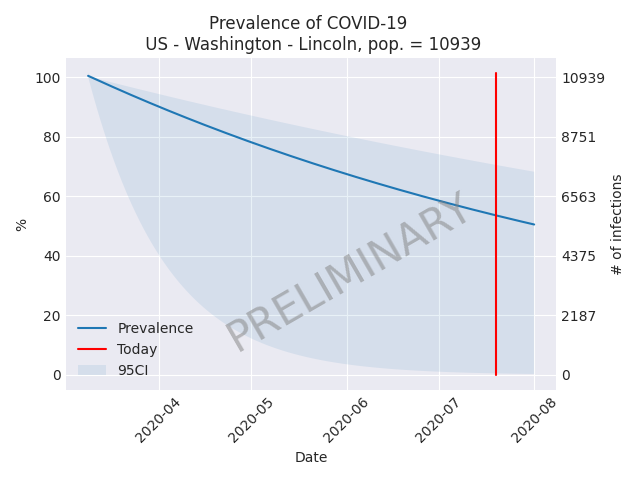 Prevalence of COVID-19
US - Washington - Lincoln, pop. = 10939
100
80
60
40
20
0
%
10939
8751
6563
4375
2187
0
# of infections
PRELIMINARY
Prevalence
Today
95CI
2020-04
2020-05
2020-06
2020-07
2020-08
Date